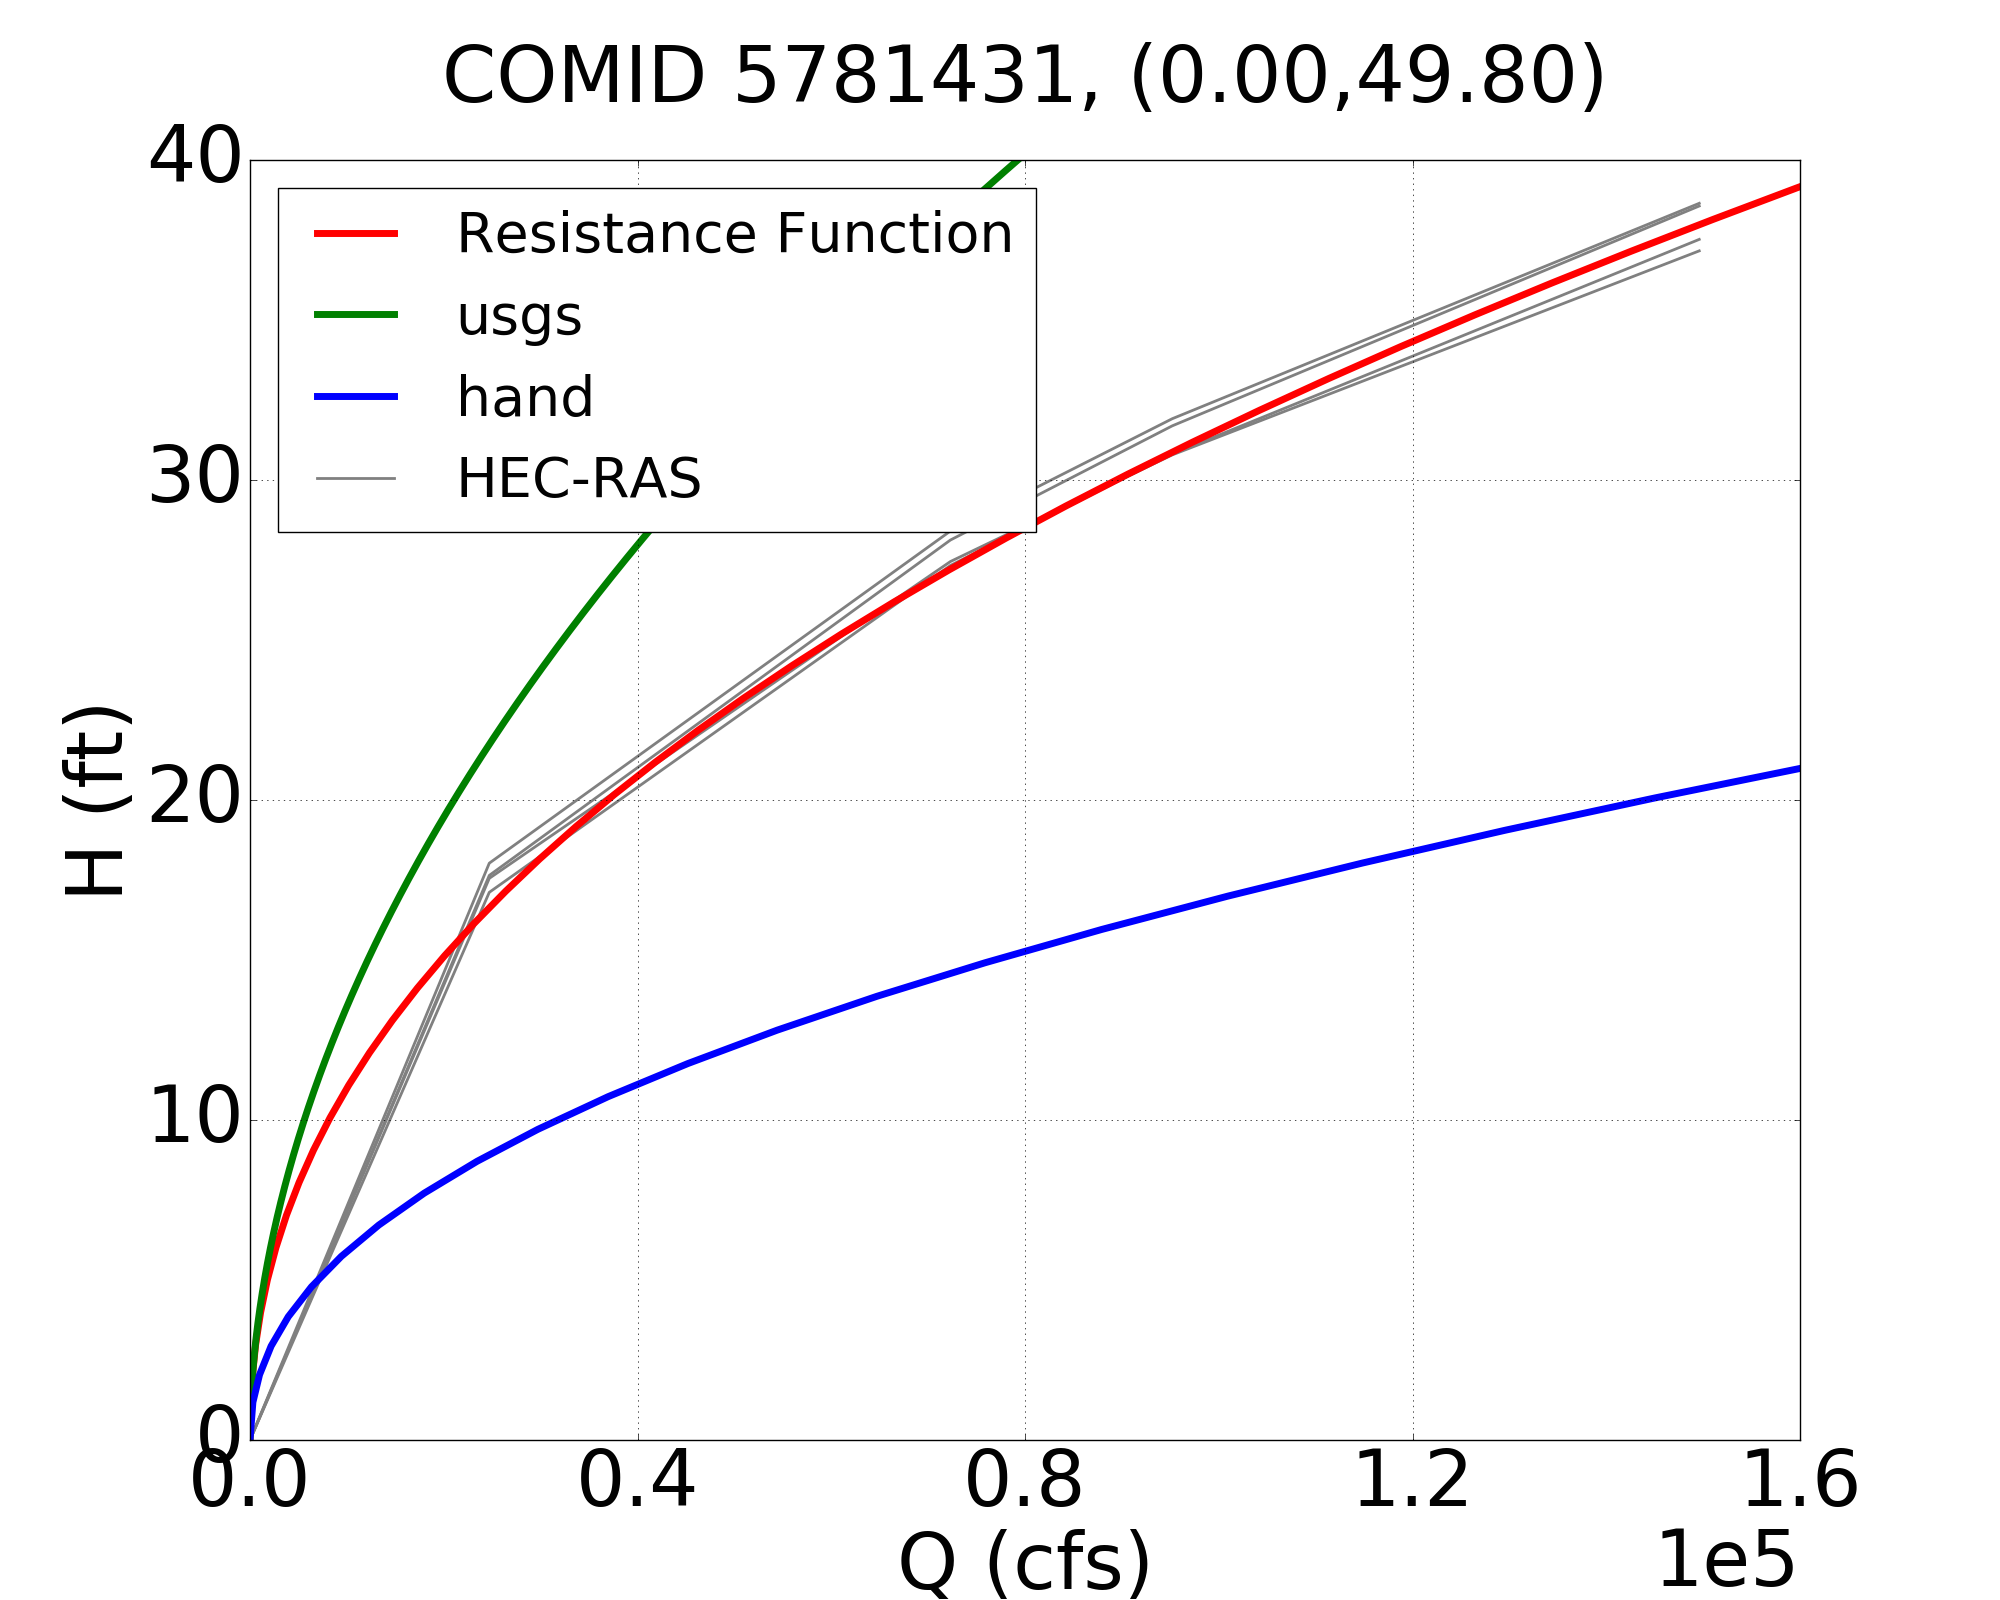 COMID 5781431, (0.00,49.80)
40
30
20
10
0
H (ft)
Resistance Function
usgs
hand
HEC-RAS
0.0 0.4 0.8 1.2 1.6
1e5
Q (cfs)